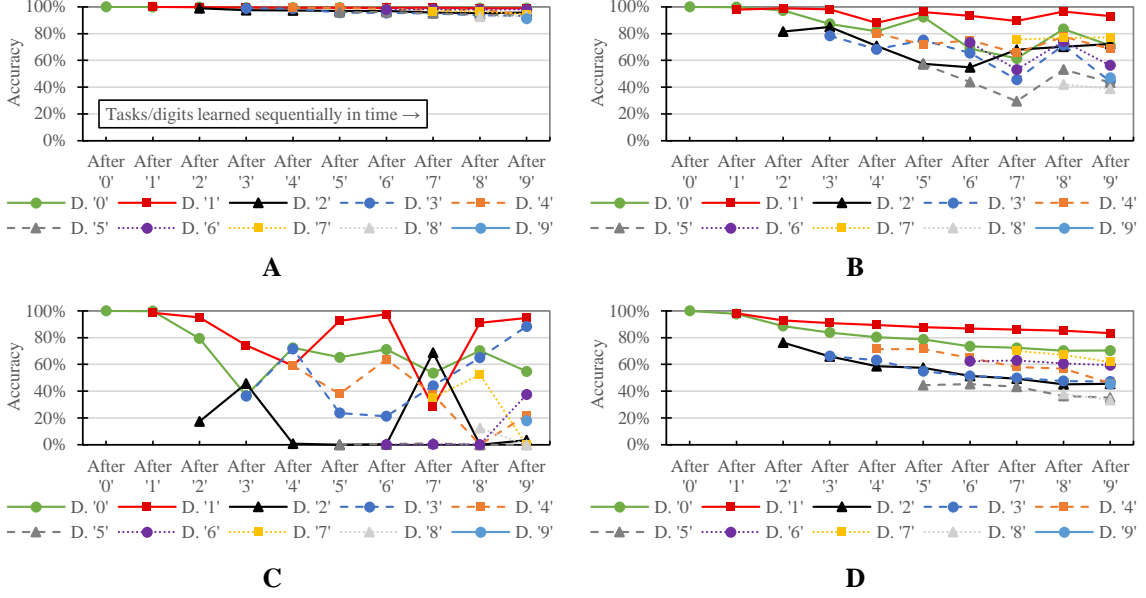 100%
80%
60%
40%
20%
0%
Accuracy
Tasks/digits learned sequentially in time →
After After After After After After After After After After
'0' '1' '2' '3' '4' '5' '6' '7' '8' '9'
D. '0' D. '1' D. '2' D. '3' D. '4'
D. '5' D. '6' D. '7' D. '8' D. '9'
A
100%
80%
60%
40%
20%
0%
Accuracy
After After After After After After After After After After
'0' '1' '2' '3' '4' '5' '6' '7' '8' '9'
D. '0' D. '1' D. '2' D. '3' D. '4'
D. '5' D. '6' D. '7' D. '8' D. '9'
B
100%
80%
60%
40%
20%
0%
Accuracy
After After After After After After After After After After
'0' '1' '2' '3' '4' '5' '6' '7' '8' '9'
D. '0' D. '1' D. '2' D. '3' D. '4'
D. '5' D. '6' D. '7' D. '8' D. '9'
C
100%
80%
60%
40%
20%
0%
Accuracy
After After After After After After After After After After
'0' '1' '2' '3' '4' '5' '6' '7' '8' '9'
D. '0' D. '1' D. '2' D. '3' D. '4'
D. '5' D. '6' D. '7' D. '8' D. '9'
D